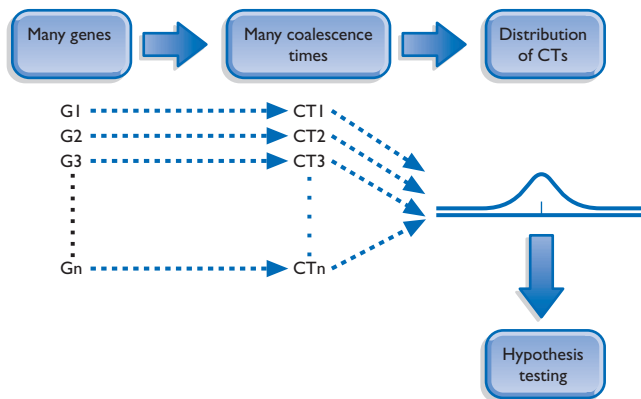 Many genes
Many coalescence
times
Distribution
of CTs
G1
CT1
G2
CT2
G3
CT3
Gn
CTn
Hypothesis
testing